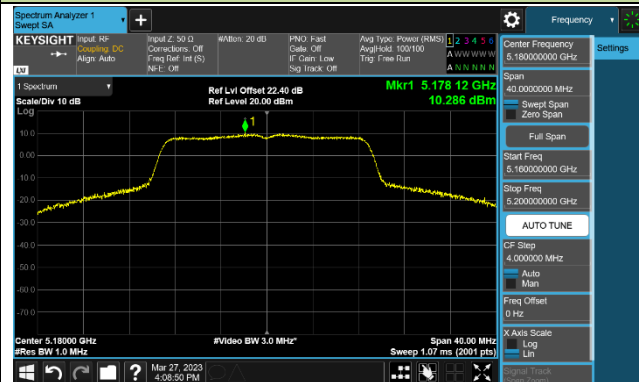 Spectrum Analyzer 1
Swept SA
Frequency
KEYSIGHT
Input: RF
Coupling: DC
Align: Auto
Input Z: 50 Ω
Corrections: Off
Freq Ref: Int (S)
NFE: Off
#Atten: 20 dB
PNO: Fast
Gate: Off
IF Gain: Low
Sig Track: Off
Avg Type: Power (RMS)
Avg|Hold: 100/100
Trig: Free Run
1 2 3 4 5 6
A W W W W W
A N N N N N
LXI
1 Spectrum
Scale/Div 10 dB
Log
Ref Lvl Offset 22.40 dB
Ref Level 20.00 dBm
Mkr1 5.178 12 GHz
10.286 dBm
1
10.0
0.00
-10.0
-20.0
-30.0
-40.0
-50.0
-60.0
-70.0
Center 5.18000 GHz
#Res BW 1.0 MHz
#Video BW 3.0 MHz*
Span 40.00 MHz
Sweep 1.07 ms (2001 pts)
Mar 27, 2023
4:08:50 PM
Center Frequency
5.180000000 GHz
Settings
Span
40.0000000 MHz
Swept Span
Zero Span
Full Span
Start Freq
5.160000000 GHz
Stop Freq
5.200000000 GHz
AUTO TUNE
CF Step
4.000000 MHz
Auto
Man
Freq Offset
0 Hz
X Axis Scale
Log
Lin
Signal Track
(Span Zoom)